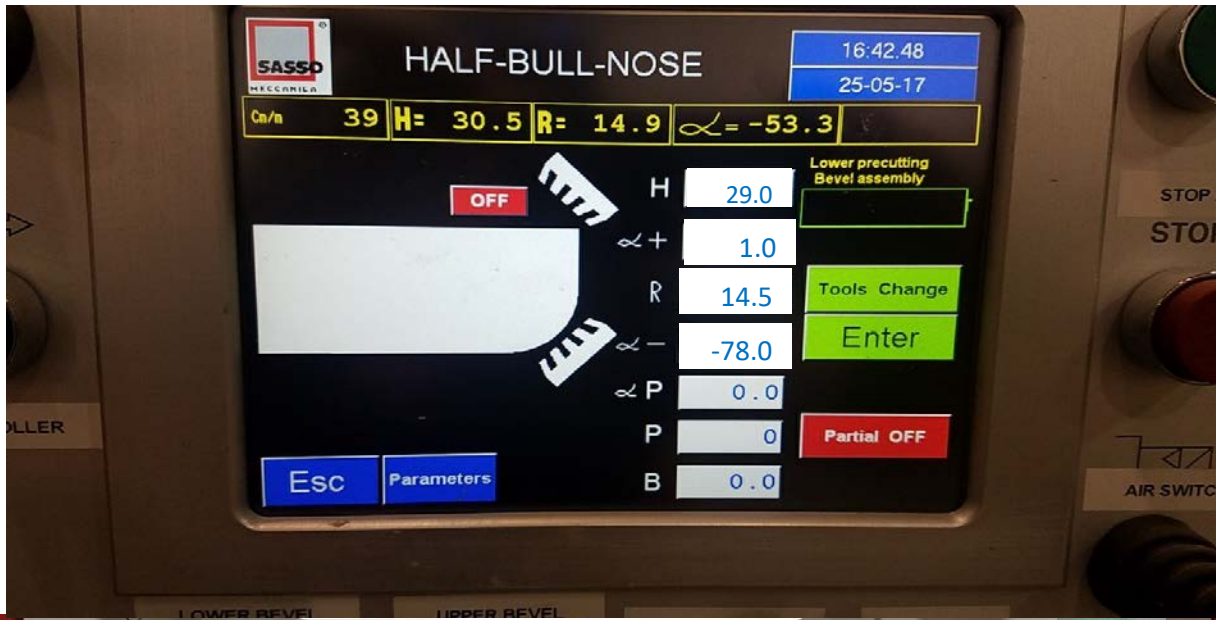 SASSO
MECCANICA
HALF-BULL-NOSE
16:42.48
25-05-17
Cn/m 39 H= 30.5 R= 14.9 ∝= -53.3
Lower precutting
Bevel assembly
OFF
H 29.0
∝+ 1.0
R 14.5
∝- -78.0
∝ P 0.0
P 0
B 0.0
Tools Change
Enter
Partial OFF
Esc
Parameters
STOP
STOP
OLLER
AIR SWITC
LOWER BEVEL
UPPER BEVEL